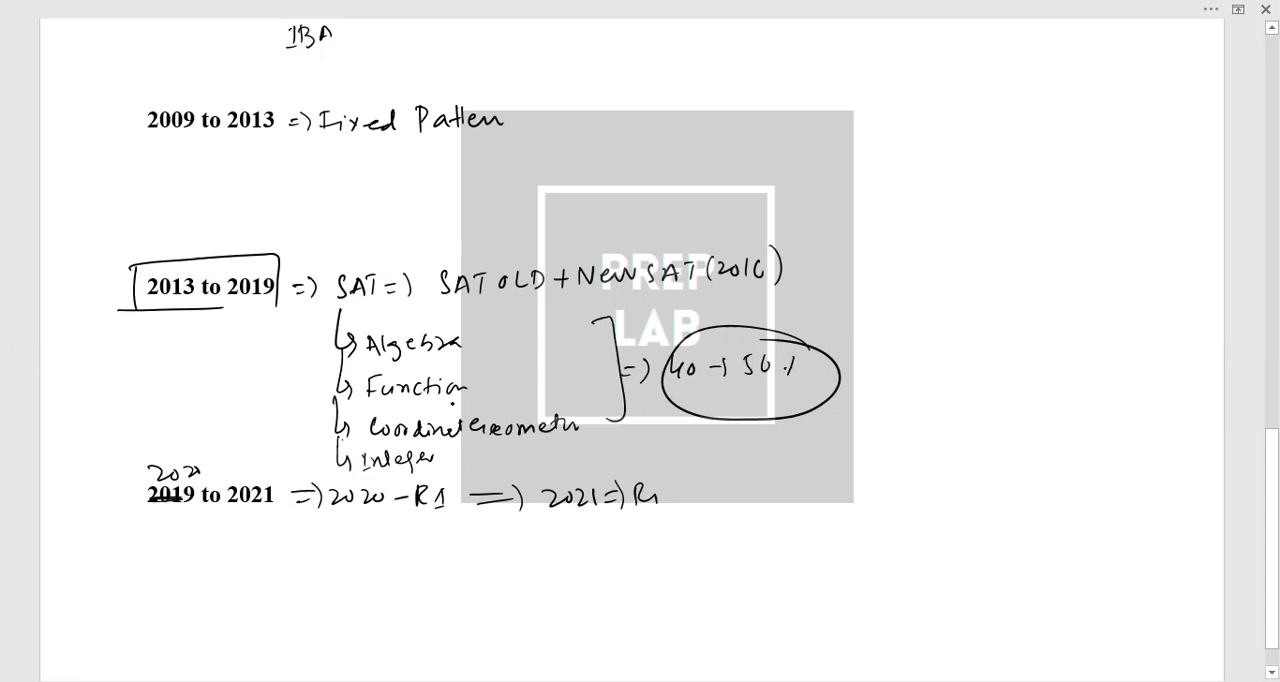 IBA
2009 to 2013 => Fixed Pattern
2013 to 2019 => SAT => SAT OLD + New SAT (2016)
PREP
LAB
Algebra
Function
=> 40 → 50%
Coordinate Geometry
Integer
2020
2019 to 2021 => 2020 - R1 => 2021 => R1